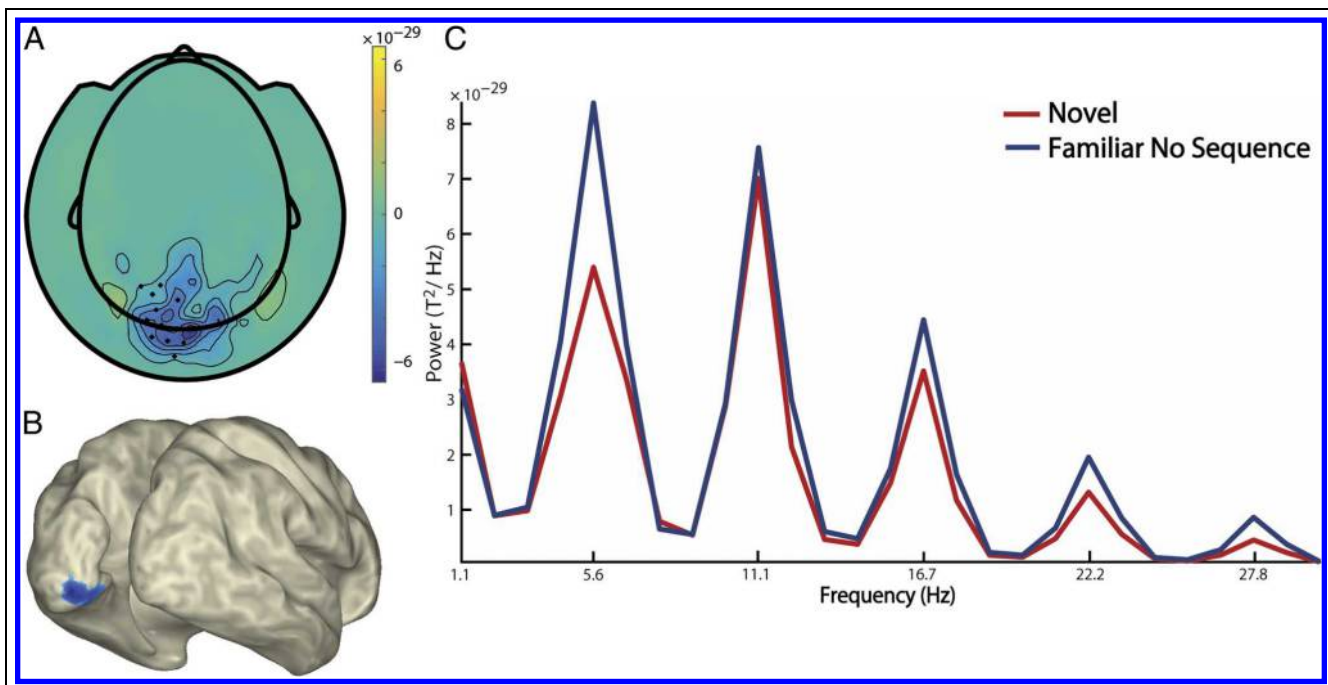 A
×10−29
6
0
−6
B
C
×10−29
Novel
Familiar No Sequence
8
7
6
5
4
3
2
1
Power (T2/ Hz)
1.1 5.6 11.1 16.7 22.2 27.8
Frequency (Hz)